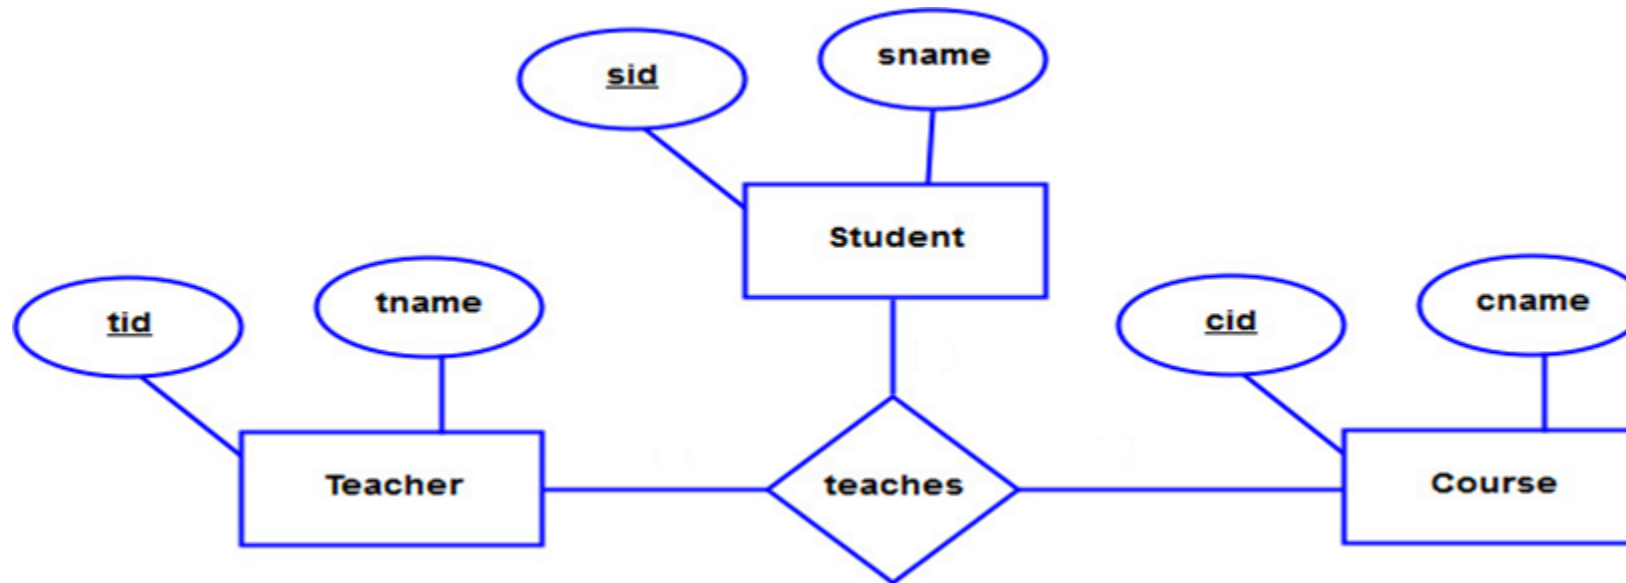 sname
sid
Student
tname
cname
tid
cid
Teacher
teaches
Course